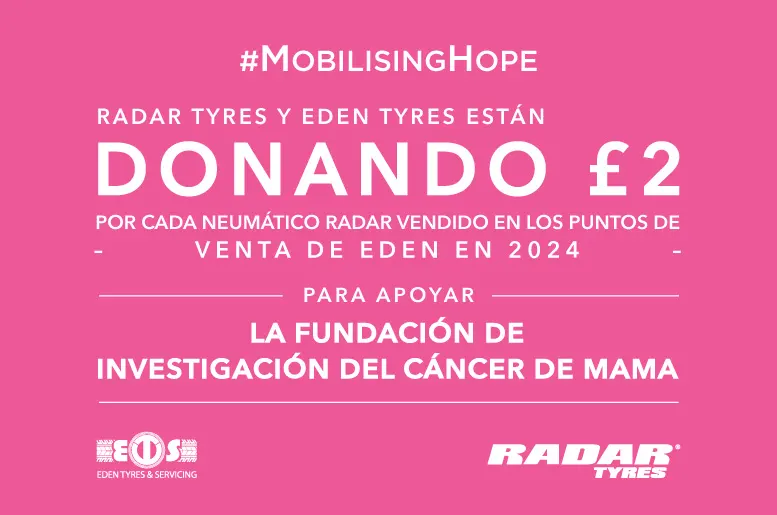 #MobilisingHope
RADAR TYRES Y EDEN TYRES ESTÁN
DONANDO £2
POR CADA NEUMÁTICO RADAR VENDIDO EN LOS PUNTOS DE
- VENTA DE EDEN EN 2024 -
PARA APOYAR
LA FUNDACIÓN DE
INVESTIGACIÓN DEL CÁNCER DE MAMA
ETS
EDEN TYRES & SERVICING
RADAR®
TYRES